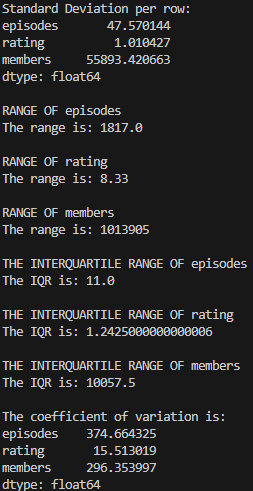 Standard Deviation per row:
episodes 47.570144
rating 1.010427
members 55893.420663
dtype: float64
RANGE OF episodes
The range is: 1817.0
RANGE OF rating
The range is: 8.33
RANGE OF members
The range is: 1013905
THE INTERQUARTILE RANGE OF episodes
The IQR is: 11.0
THE INTERQUARTILE RANGE OF rating
The IQR is: 1.2425000000000006
THE INTERQUARTILE RANGE OF members
The IQR is: 10057.5
The coefficient of variation is:
episodes 374.664325
rating 15.513019
members 296.353997
dtype: float64